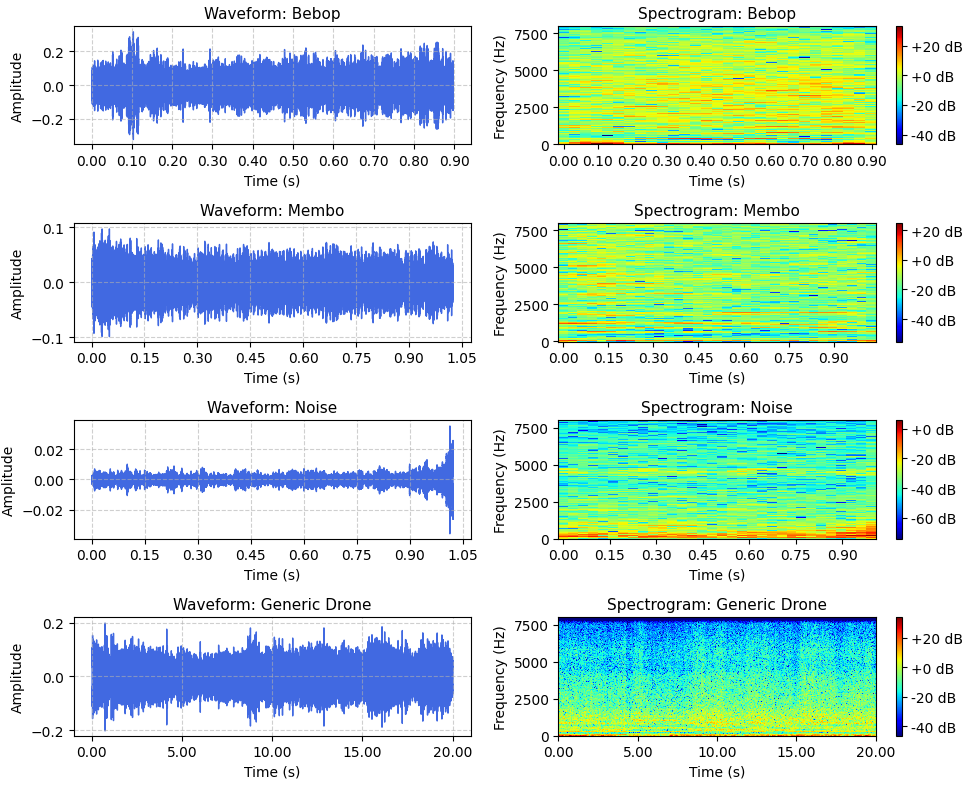 Waveform: Bebop
Amplitude
0.2
0.0
−0.2
0.00 0.10 0.20 0.30 0.40 0.50 0.60 0.70 0.80 0.90
Time (s)
Spectrogram: Bebop
Frequency (Hz)
7500
5000
2500
0
0.00 0.10 0.20 0.30 0.40 0.50 0.60 0.70 0.80 0.90
Time (s)
+20 dB
+0 dB
-20 dB
-40 dB
Waveform: Membo
Amplitude
0.1
0.0
−0.1
0.00 0.15 0.30 0.45 0.60 0.75 0.90 1.05
Time (s)
Spectrogram: Membo
Frequency (Hz)
7500
5000
2500
0
0.00 0.15 0.30 0.45 0.60 0.75 0.90
Time (s)
+20 dB
+0 dB
-20 dB
-40 dB
Waveform: Noise
Amplitude
0.02
0.00
−0.02
0.00 0.15 0.30 0.45 0.60 0.75 0.90 1.05
Time (s)
Spectrogram: Noise
Frequency (Hz)
7500
5000
2500
0
0.00 0.15 0.30 0.45 0.60 0.75 0.90
Time (s)
+0 dB
-20 dB
-40 dB
-60 dB
Waveform: Generic Drone
Amplitude
0.2
0.0
−0.2
0.00 5.00 10.00 15.00 20.00
Time (s)
Spectrogram: Generic Drone
Frequency (Hz)
7500
5000
2500
0
0.00 5.00 10.00 15.00 20.00
Time (s)
+20 dB
+0 dB
-20 dB
-40 dB